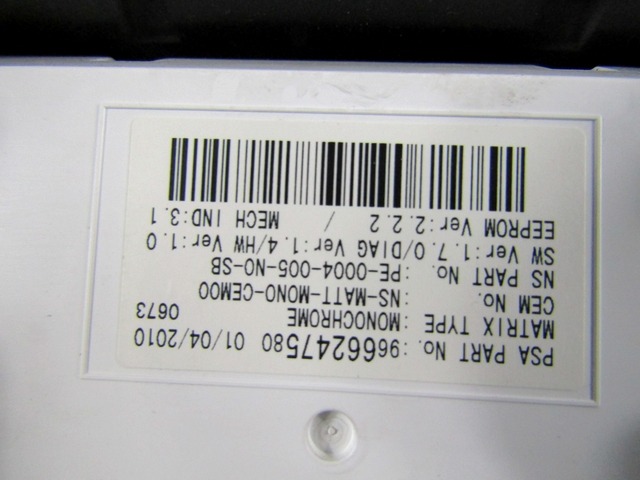 PSA PART No.:9666247580 01/04/2010
MATRIX TYPE :MONOCHROME 0673
CEM No. :NS-MATT-MONO-CEM00
NS PART No. :PE-0004-005-N0-SB
SW Ver:1.7.0/DIAG Ver:1.4/HW Ver:1.0
EEPROM Ver:2.2.2 / MECH IND:3.1